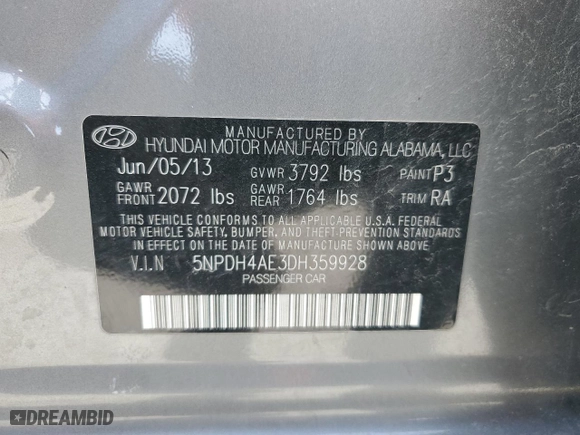 MANUFACTURED BY
HYUNDAI MOTOR MANUFACTURING ALABAMA, LLC
Jun/05/13 GVWR 3792 lbs PAINT P3
GAWR FRONT 2072 lbs GAWR REAR 1764 lbs TRIM RA
THIS VEHICLE CONFORMS TO ALL APPLICABLE U.S.A. FEDERAL
MOTOR VEHICLE SAFETY, BUMPER, AND THEFT PREVENTION STANDARDS
IN EFFECT ON THE DATE OF MANUFACTURE SHOWN ABOVE
V.I.N 5NPDH4AE3DH359928
PASSENGER CAR
DREAMBID